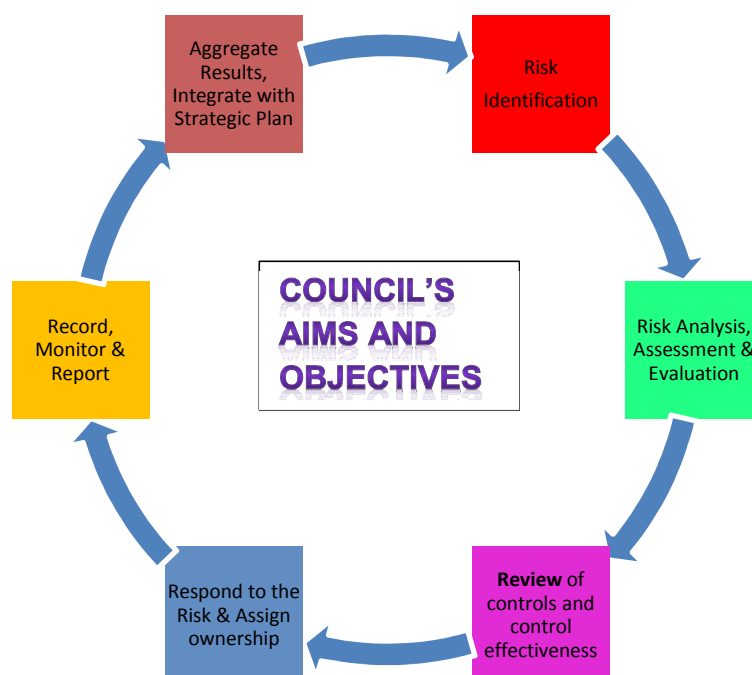 Aggregate
Results,
Integrate with
Strategic Plan
Risk
Identification
Risk Analysis,
Assessment &
Evaluation
Review of
controls and
control
effectiveness
Respond to the
Risk & Assign
ownership
Record,
Monitor &
Report
COUNCIL'S
AIMS AND
OBJECTIVES